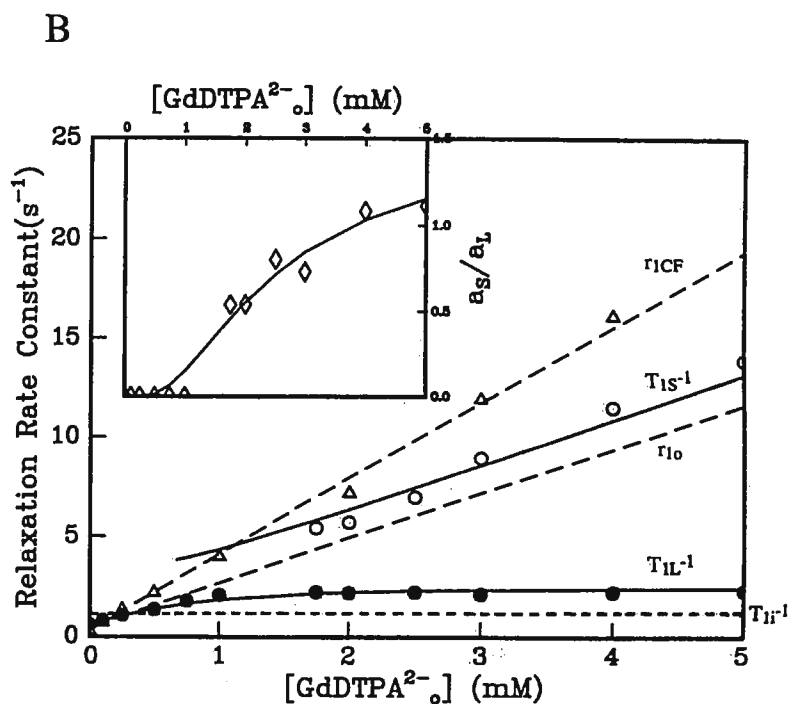 B
[GdDTPA²⁻ₒ] (mM)
0 1 2 3 4 5
1.5
1.0
0.5
0.0
a_S/a_L
Relaxation Rate Constant(s⁻¹)
25
20
15
10
5
0
r₁CF
T₁S⁻¹
r₁ₒ
T₁L⁻¹
T₁ᵢ⁻¹
0 1 2 3 4 5
[GdDTPA²⁻ₒ] (mM)